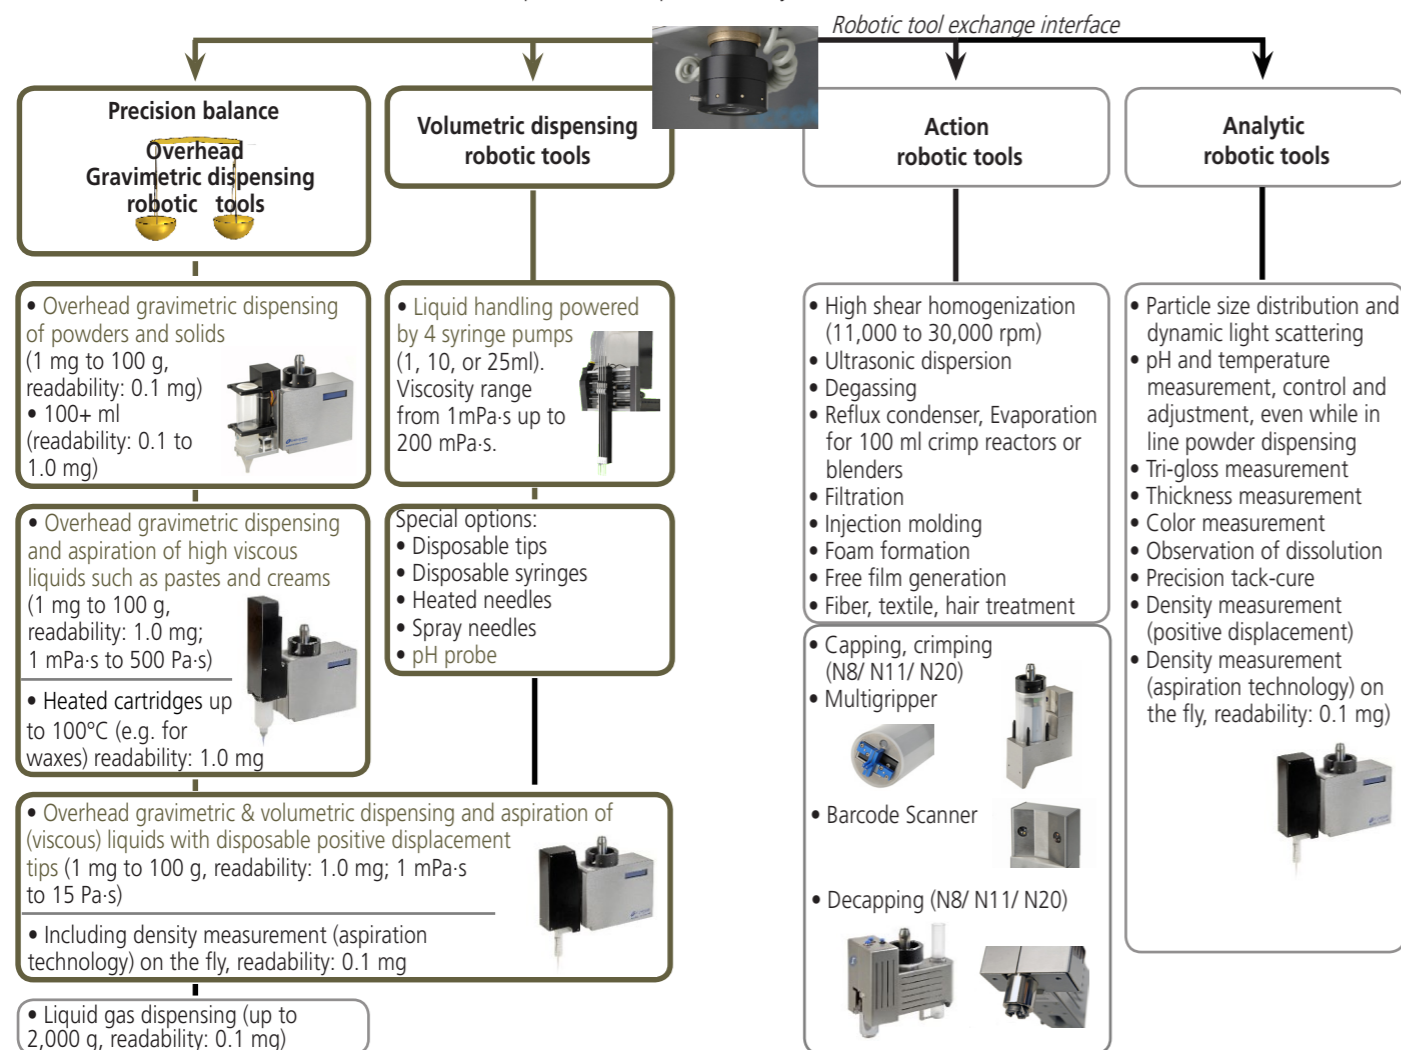 Robotic tool exchange interface
Precision balance
Overhead
Gravimetric dispensing
robotic tools
Volumetric dispensing
robotic tools
Action
robotic tools
Analytic
robotic tools
• Overhead gravimetric dispensing
of powders and solids
(1 mg to 100 g,
readability: 0.1 mg)
• 100+ ml
(readability: 0.1 to
1.0 mg)
• Overhead gravimetric dispensing
and aspiration of high viscous
liquids such as pastes and creams
(1 mg to 100 g,
readability: 1.0 mg;
1 mPa·s to 500 Pa·s)
• Heated cartridges up
to 100°C (e.g. for
waxes) readability: 1.0 mg
• Liquid handling powered
by 4 syringe pumps
(1, 10, or 25ml).
Viscosity range
from 1mPa·s up to
200 mPa·s.
Special options:
• Disposable tips
• Disposable syringes
• Heated needles
• Spray needles
• pH probe
• Overhead gravimetric & volumetric dispensing and aspiration of
(viscous) liquids with disposable positive displacement
tips (1 mg to 100 g, readability: 1.0 mg; 1 mPa·s
to 15 Pa·s)
• Including density measurement (aspiration
technology) on the fly, readability: 0.1 mg
• Liquid gas dispensing (up to
2,000 g, readability: 0.1 mg)
• High shear homogenization
(11,000 to 30,000 rpm)
• Ultrasonic dispersion
• Degassing
• Reflux condenser, Evaporation
for 100 ml crimp reactors or
blenders
• Filtration
• Injection molding
• Foam formation
• Free film generation
• Fiber, textile, hair treatment
• Capping, crimping
(N8/ N11/ N20)
• Multigripper
• Barcode Scanner
• Decapping (N8/ N11/ N20)
• Particle size distribution and
dynamic light scattering
• pH and temperature
measurement, control and
adjustment, even while in
line powder dispensing
• Tri-gloss measurement
• Thickness measurement
• Color measurement
• Observation of dissolution
• Precision tack-cure
• Density measurement
(positive displacement)
• Density measurement
(aspiration technology) on
the fly, readability: 0.1 mg)